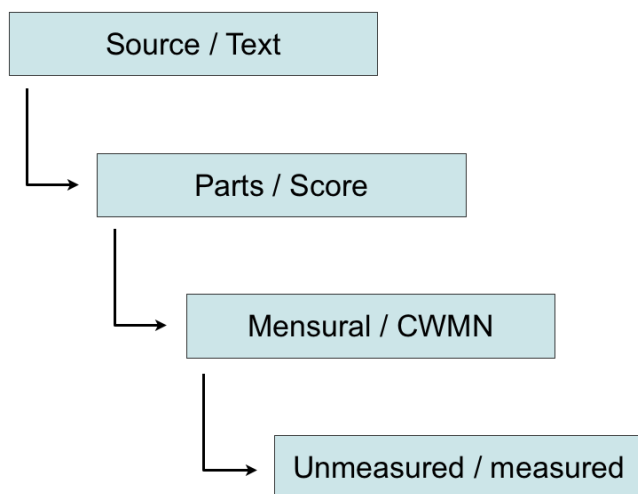 Source / Text
Parts / Score
Mensural / CWMN
Unmeasured / measured